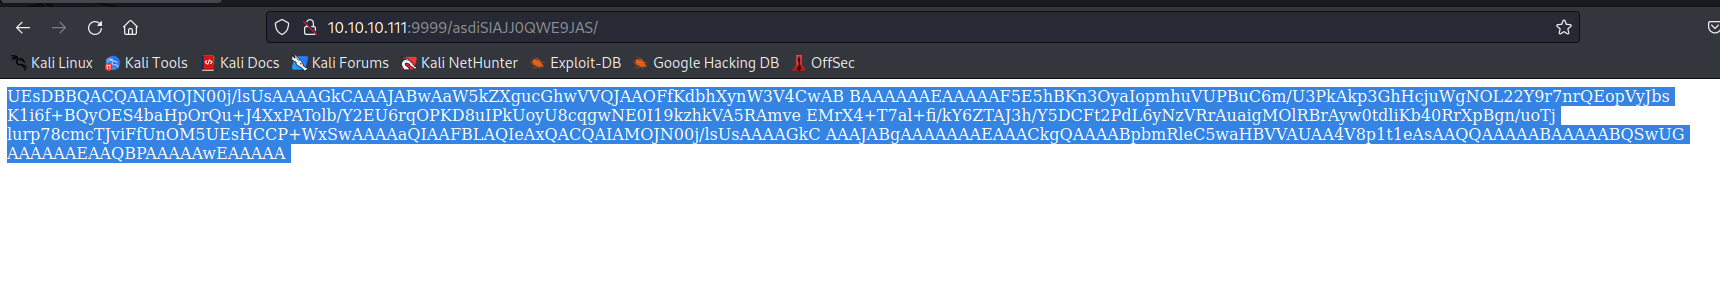 10.10.10.111:9999/asdiSIAJJ0QWE9JAS/
Kali Linux Kali Tools Kali Docs Kali Forums Kali NetHunter Exploit-DB Google Hacking DB OffSec
UEsDBBQACQAIAMOJN00j/lsUsAAAAGkCAAAJABwAaW5kZXgucGhwVVQJAAOFfKdbhXynW3V4CwAB BAAAAAAEAAAAAF5E5hBKn3OyaIopmhuVUPBuC6m/U3PkAkp3GhHcjuWgNOL22Y9r7nrQEopVyJbs
K1i6f+BQyOES4baHpOrQu+J4XxPATolb/Y2EU6rqOPKD8uIPkUoyU8cqgwNE0I19kzhkVA5RAmve EMrX4+T7al+fi/kY6ZTAJ3h/Y5DCFt2PdL6yNzVRrAuaigMOlRBrAyw0tdliKb40RrXpBgn/uoTj
lurp78cmcTJviFfUnOM5UEsHCCP+WxSwAAAAaQIAAFBLAQIeAxQACQAIAMOJN00j/lsUsAAAAGkC AAAJABgAAAAAAAEAAACkgQAAAABpbmRleC5waHBVVAUAA4V8p1t1eAsAAQQAAAAABAAAAABQSwUG
AAAAAAEAAQBPAAAAAwEAAAAA